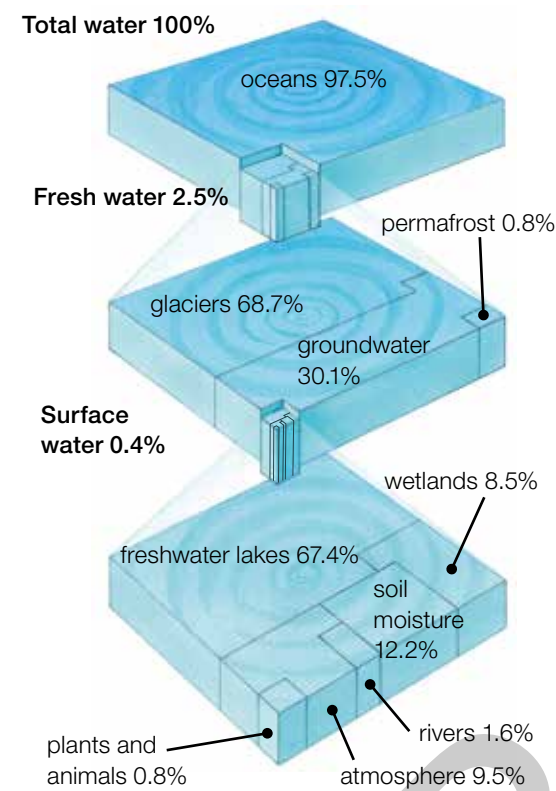 Total water 100%
oceans 97.5%
Fresh water 2.5%
permafrost 0.8%
glaciers 68.7%
groundwater
30.1%
Surface
water 0.4%
wetlands 8.5%
freshwater lakes 67.4%
soil
moisture
12.2%
rivers 1.6%
plants and
animals 0.8%
atmosphere 9.5%